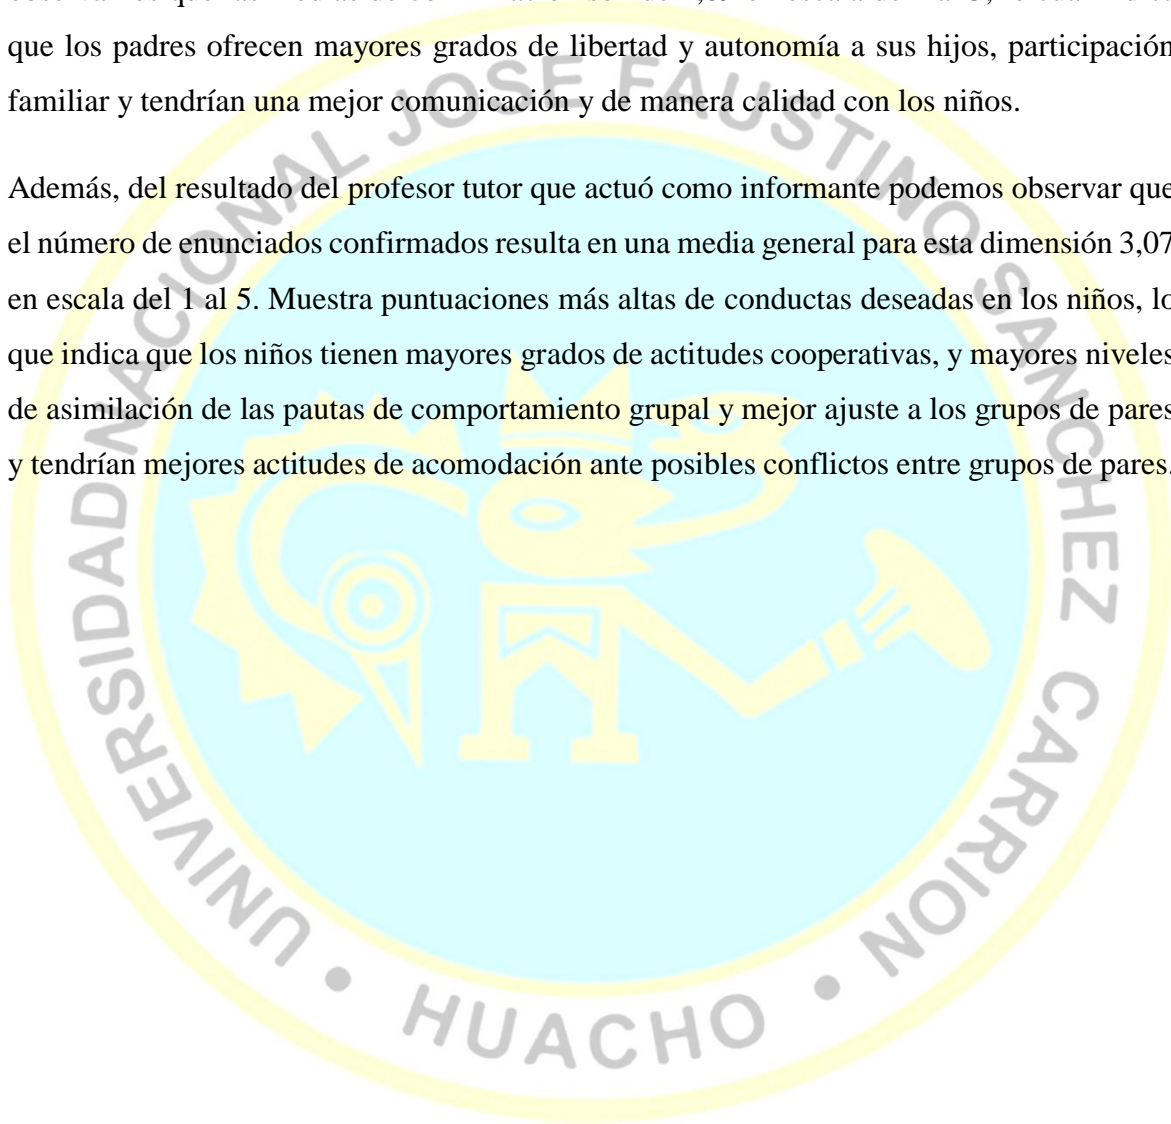 que los padres ofrecen mayores grados de libertad y autonomía a sus hijos, participación
familiar y tendrían una mejor comunicación y de manera calidad con los niños.
Además, del resultado del profesor tutor que actuó como informante podemos observar que
el número de enunciados confirmados resulta en una media general para esta dimensión 3,07
en escala del 1 al 5. Muestra puntuaciones más altas de conductas deseadas en los niños, lo
que indica que los niños tienen mayores grados de actitudes cooperativas, y mayores niveles
de asimilación de las pautas de comportamiento grupal y mejor ajuste a los grupos de pares
y tendrían mejores actitudes de acomodación ante posibles conflictos entre grupos de pares.
UNIVERSIDAD NACIONAL JOSE FAUSTINO SANCHEZ CARRION
• HUACHO •